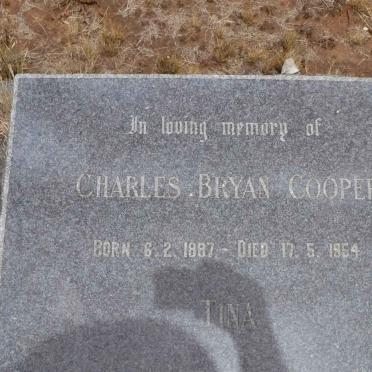 In loving memory of
CHARLES . BRYAN COOPER
BORN 6. 2. 1887 - DIED 17. 5. 1954
TINA